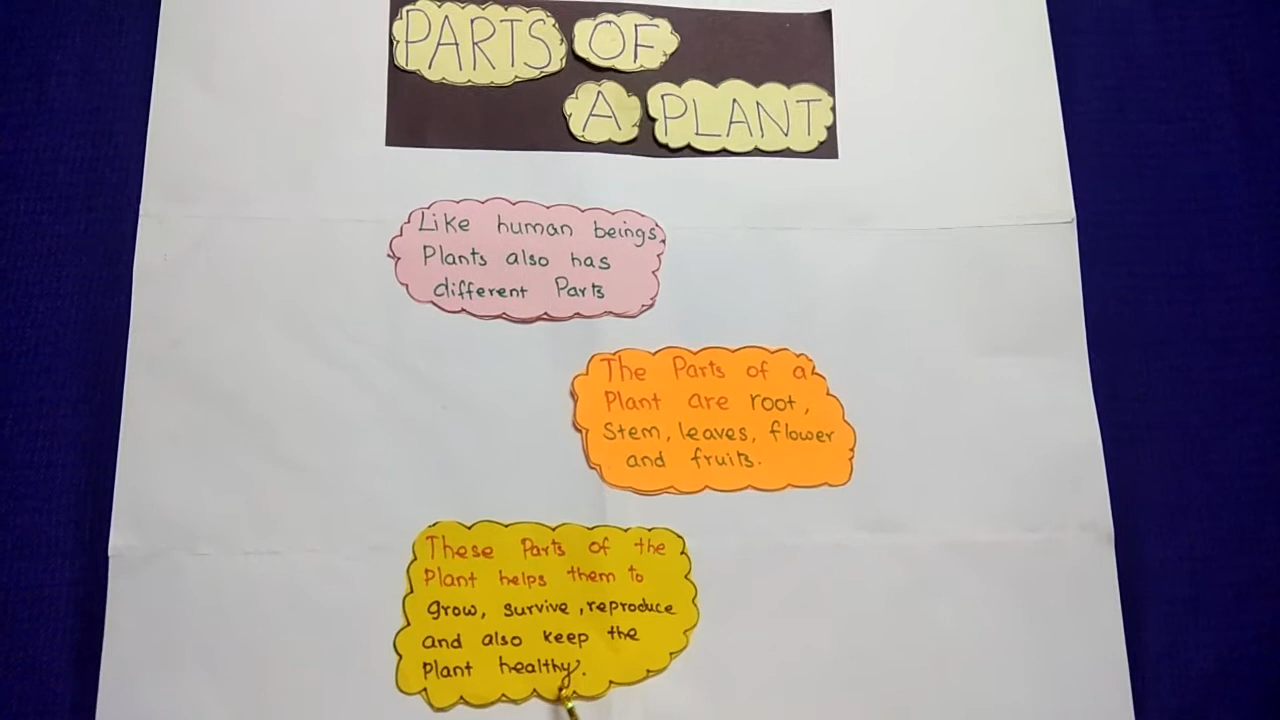 PARTS OF
A PLANT
Like human beings,
Plants also has
different Parts
The Parts of a
Plant are root,
Stem, leaves, flower
and fruits.
These Parts of the
Plant helps them to
grow, survive, reproduce
and also keep the
Plant healthy.